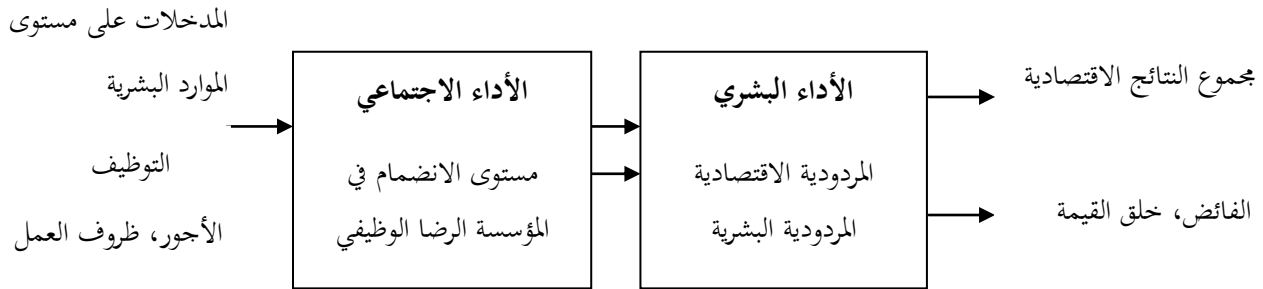 المدخلات على مستوى
الموارد البشرية
التوظيف
الأجور، ظروف العمل
الأداء الاجتماعي
مستوى الانضمام في
المؤسسة الرضا الوظيفي
الأداء البشري
المردودية الاقتصادية
المردودية البشرية
مجموع النتائج الاقتصادية
الفائض، خلق القيمة